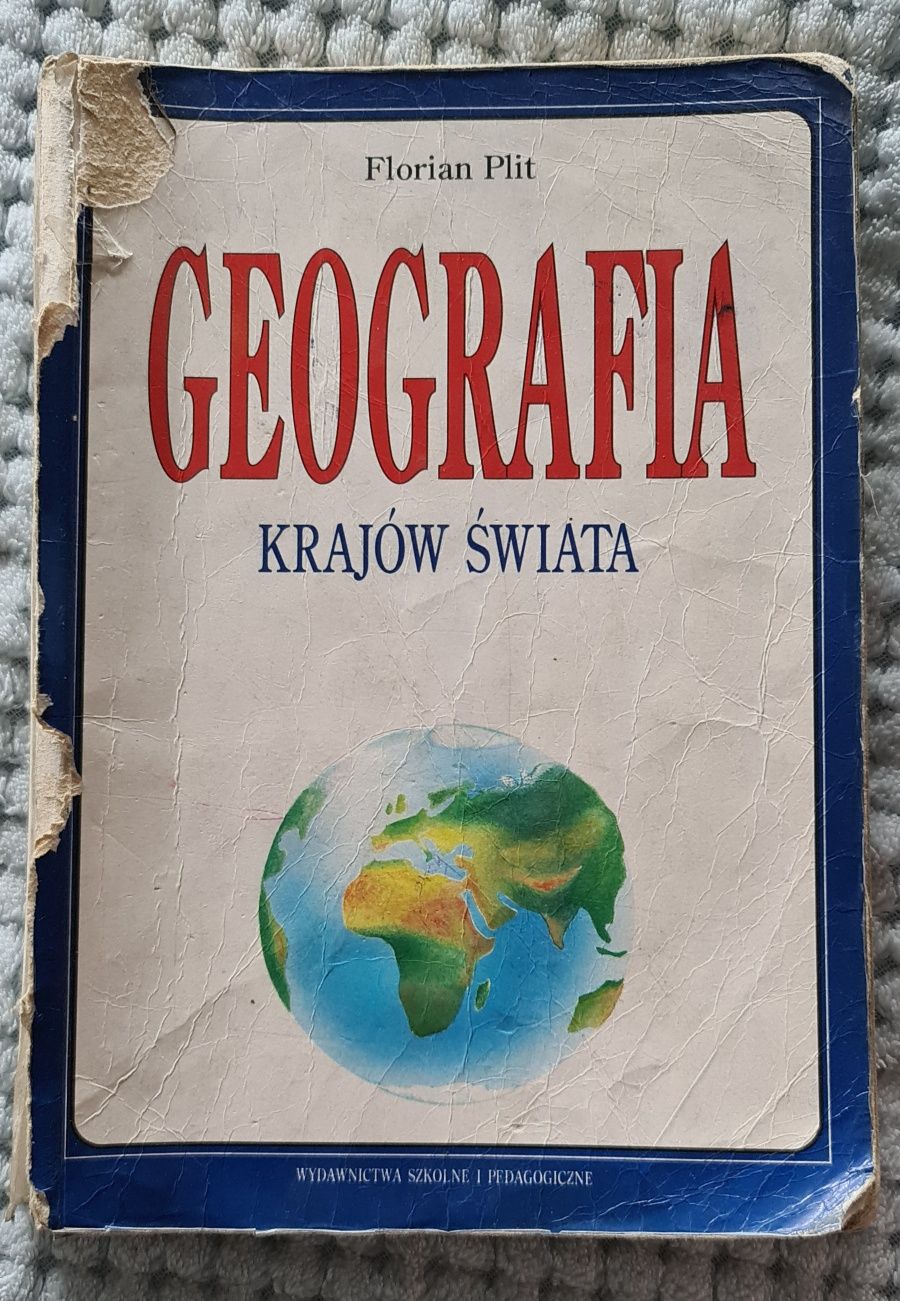 Florian Plit
GEOGRAFIA
KRAJÓW ŚWIATA
WYDAWNICTWA SZKOLNE I PEDAGOGICZNE